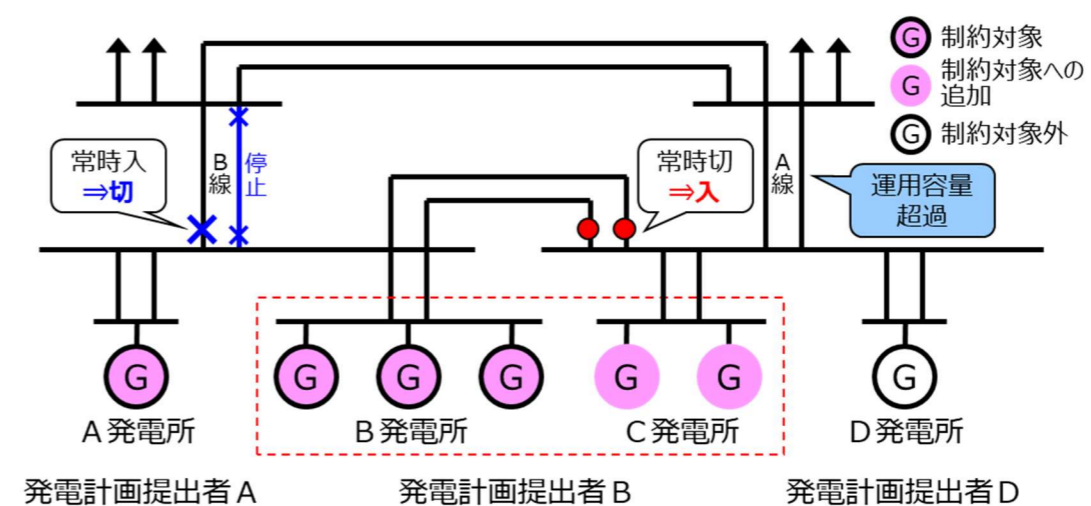 G 制約対象
G 制約対象への
追加
G 制約対象外
常時入
⇒切
B線
停止
常時切
⇒入
A線
運用容量
超過
G
G
G
G
G
G
G
A発電所
B発電所
C発電所
D発電所
発電計画提出者A
発電計画提出者B
発電計画提出者D